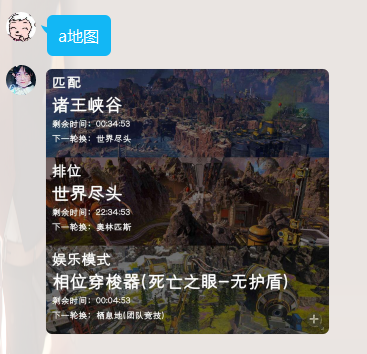 a地图
匹配
诸王峡谷
剩余时间：00:34:53
下一轮换：世界尽头
排位
世界尽头
剩余时间：22:34:53
下一轮换：奥林匹斯
娱乐模式
相位穿梭器(死亡之眼-无护盾)
剩余时间：00:04:53
下一轮换：栖息地(团队竞技)